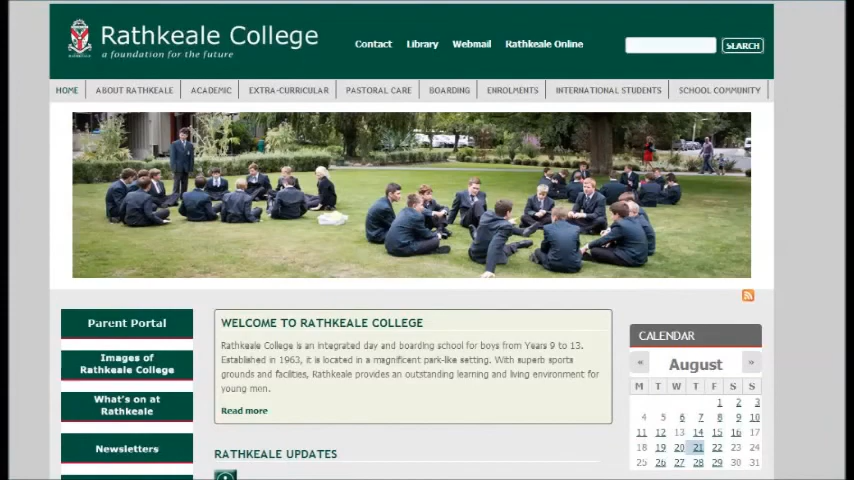 Rathkeale College
a foundation for the future
Contact Library Webmail Rathkeale Online
SEARCH
HOME ABOUT RATHKEALE ACADEMIC EXTRA-CURRICULAR PASTORAL CARE BOARDING ENROLMENTS INTERNATIONAL STUDENTS SCHOOL COMMUNITY
Parent Portal
Images of
Rathkeale College
What's on at
Rathkeale
Newsletters
WELCOME TO RATHKEALE COLLEGE
Rathkeale College is an integrated day and boarding school for boys from Years 9 to 13.
Established in 1963, it is located in a magnificent park-like setting. With superb sports
grounds and facilities, Rathkeale provides an outstanding learning and living environment for
young men.
Read more
RATHKEALE UPDATES
CALENDAR
« August »
M T W T F S S
1 2 3
4 5 6 7 8 9 10
11 12 13 14 15 16 17
18 19 20 21 22 23 24
25 26 27 28 29 30 31